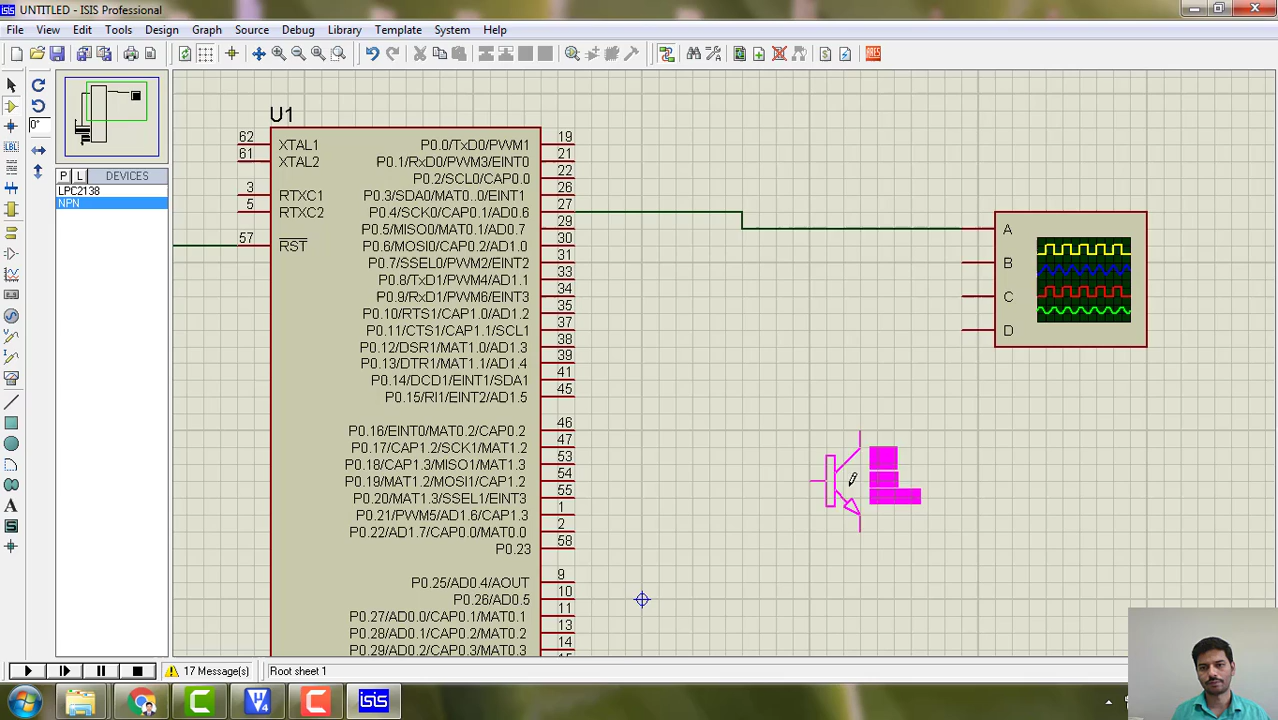 UNTITLED - ISIS Professional
File View Edit Tools Design Graph Source Debug Library Template System Help
ISIS
ARES
0°
LBL
P L DEVICES
LPC2138
NPN
A
U1
62 XTAL1
61 XTAL2
3 RTXC1
5 RTXC2
57 RST
P0.0/TxD0/PWM1 19
P0.1/RxD0/PWM3/EINT0 21
P0.2/SCL0/CAP0.0 22
P0.3/SDA0/MAT0..0/EINT1 26
P0.4/SCK0/CAP0.1/AD0.6 27
P0.5/MISO0/MAT0.1/AD0.7 29
P0.6/MOSI0/CAP0.2/AD1.0 30
P0.7/SSEL0/PWM2/EINT2 31
P0.8/TxD1/PWM4/AD1.1 33
P0.9/RxD1/PWM6/EINT3 34
P0.10/RTS1/CAP1.0/AD1.2 35
P0.11/CTS1/CAP1.1/SCL1 37
P0.12/DSR1/MAT1.0/AD1.3 38
P0.13/DTR1/MAT1.1/AD1.4 39
P0.14/DCD1/EINT1/SDA1 41
P0.15/RI1/EINT2/AD1.5 45
P0.16/EINT0/MAT0.2/CAP0.2 46
P0.17/CAP1.2/SCK1/MAT1.2 47
P0.18/CAP1.3/MISO1/MAT1.3 53
P0.19/MAT1.2/MOSI1/CAP1.2 54
P0.20/MAT1.3/SSEL1/EINT3 55
P0.21/PWM5/AD1.6/CAP1.3 1
P0.22/AD1.7/CAP0.0/MAT0.0 2
P0.23 58
P0.25/AD0.4/AOUT 9
P0.26/AD0.5 10
P0.27/AD0.0/CAP0.1/MAT0.1 11
P0.28/AD0.1/CAP0.2/MAT0.2 13
P0.29/AD0.2/CAP0.3/MAT0.3 14
A
B
C
D
17 Message(s) Root sheet 1
isis